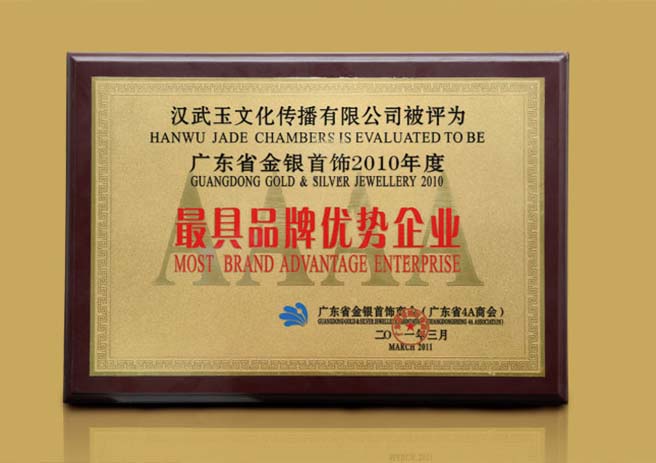 汉武玉文化传播有限公司被评为
HANWU JADE CHAMBERS IS EVALUATED TO BE
广东省金银首饰2010年度
GUANGDONG GOLD & SILVER JEWELLERY 2010
AAAA
最具品牌优势企业
MOST BRAND ADVANTAGE ENTERPRISE
广东省金银首饰商会(广东省4A商会)
GUANGDONG GOLD & SILVER JEWELLERY
4A ASSOCIATION)
二〇一一年三月
MARCH 2011